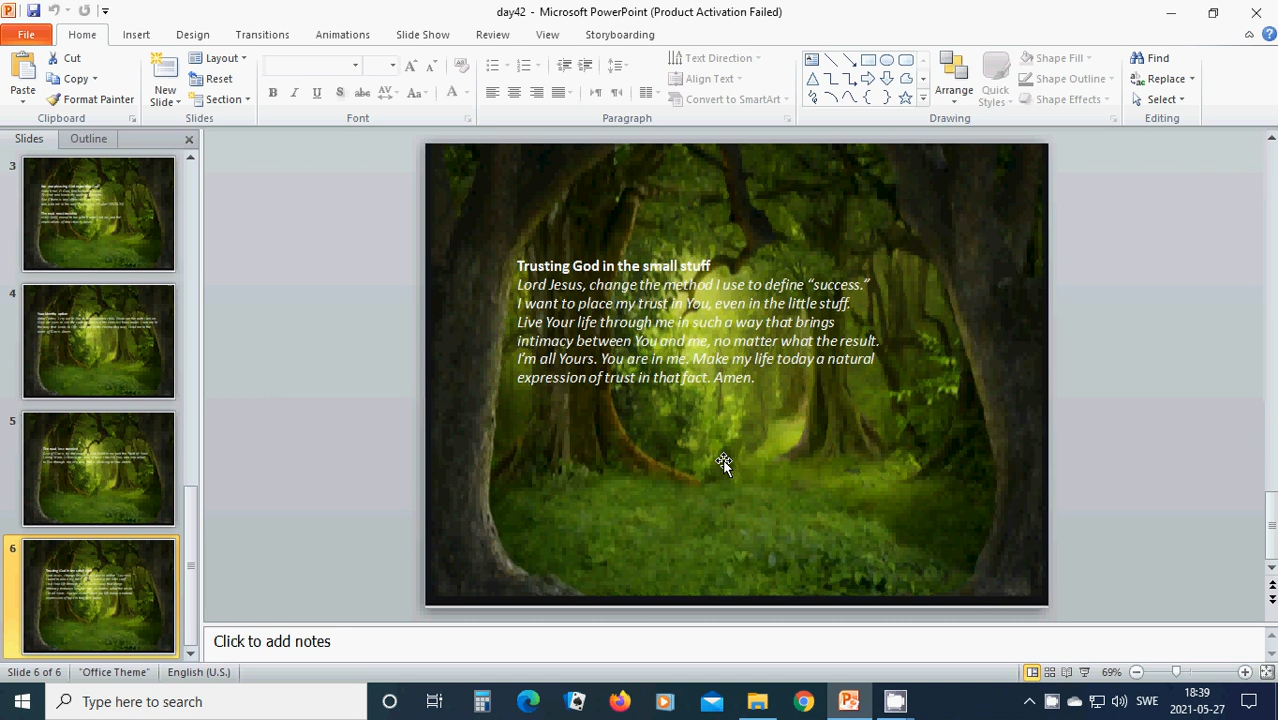 day42 - Microsoft PowerPoint (Product Activation Failed)
File Home Insert Design Transitions Animations Slide Show Review View Storyboarding
Paste
Cut
Copy
Format Painter
Clipboard
New Slide
Layout
Reset
Section
Slides
Font
Text Direction
Align Text
Convert to SmartArt
Paragraph
Arrange
Quick Styles
Shape Fill
Shape Outline
Shape Effects
Drawing
Find
Replace
Select
Editing
Slides Outline
3
4
5
6
Trusting God in the small stuff
Lord Jesus, change the method I use to define “success.”
I want to place my trust in You, even in the little stuff.
Live Your life through me in such a way that brings
intimacy between You and me, no matter what the result.
I’m all Yours. You are in me. Make my life today a natural
expression of trust in that fact. Amen.
Click to add notes
Slide 6 of 6 "Office Theme" English (U.S.) 69%
Type here to search
SWE
18:39
2021-05-27